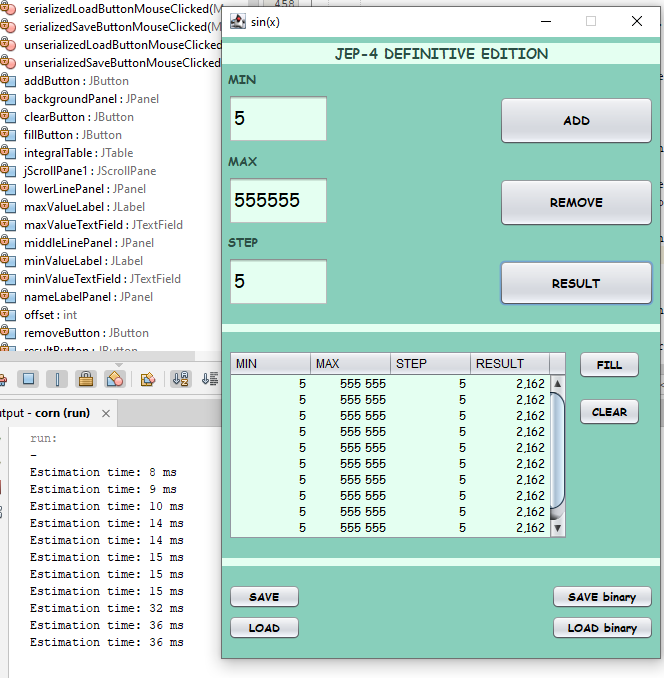 serializedLoadButtonMouseClicked(M
serializedSaveButtonMouseClicked(M
unserializedLoadButtonMouseClicked
unserializedSaveButtonMouseClicked
addButton : JButton
backgroundPanel : JPanel
clearButton : JButton
fillButton : JButton
integralTable : JTable
jScrollPane1 : JScrollPane
lowerLinePanel : JPanel
maxValueLabel : JLabel
maxValueTextField : JTextField
middleLinePanel : JPanel
minValueLabel : JLabel
minValueTextField : JTextField
nameLabelPanel : JPanel
offset : int
removeButton : JButton
resultButton : JButton
tput - corn (run) ×
run:
-
Estimation time: 8 ms
Estimation time: 9 ms
Estimation time: 10 ms
Estimation time: 14 ms
Estimation time: 14 ms
Estimation time: 15 ms
Estimation time: 15 ms
Estimation time: 15 ms
Estimation time: 32 ms
Estimation time: 36 ms
Estimation time: 36 ms
458
sin(x)
JEP-4 DEFINITIVE EDITION
MIN
5
ADD
MAX
555555
REMOVE
STEP
5
RESULT
MIN MAX STEP RESULT
5 555 555 5 2,162
5 555 555 5 2,162
5 555 555 5 2,162
5 555 555 5 2,162
5 555 555 5 2,162
5 555 555 5 2,162
5 555 555 5 2,162
5 555 555 5 2,162
5 555 555 5 2,162
5 555 555 5 2,162
FILL
CLEAR
SAVE
SAVE binary
LOAD
LOAD binary